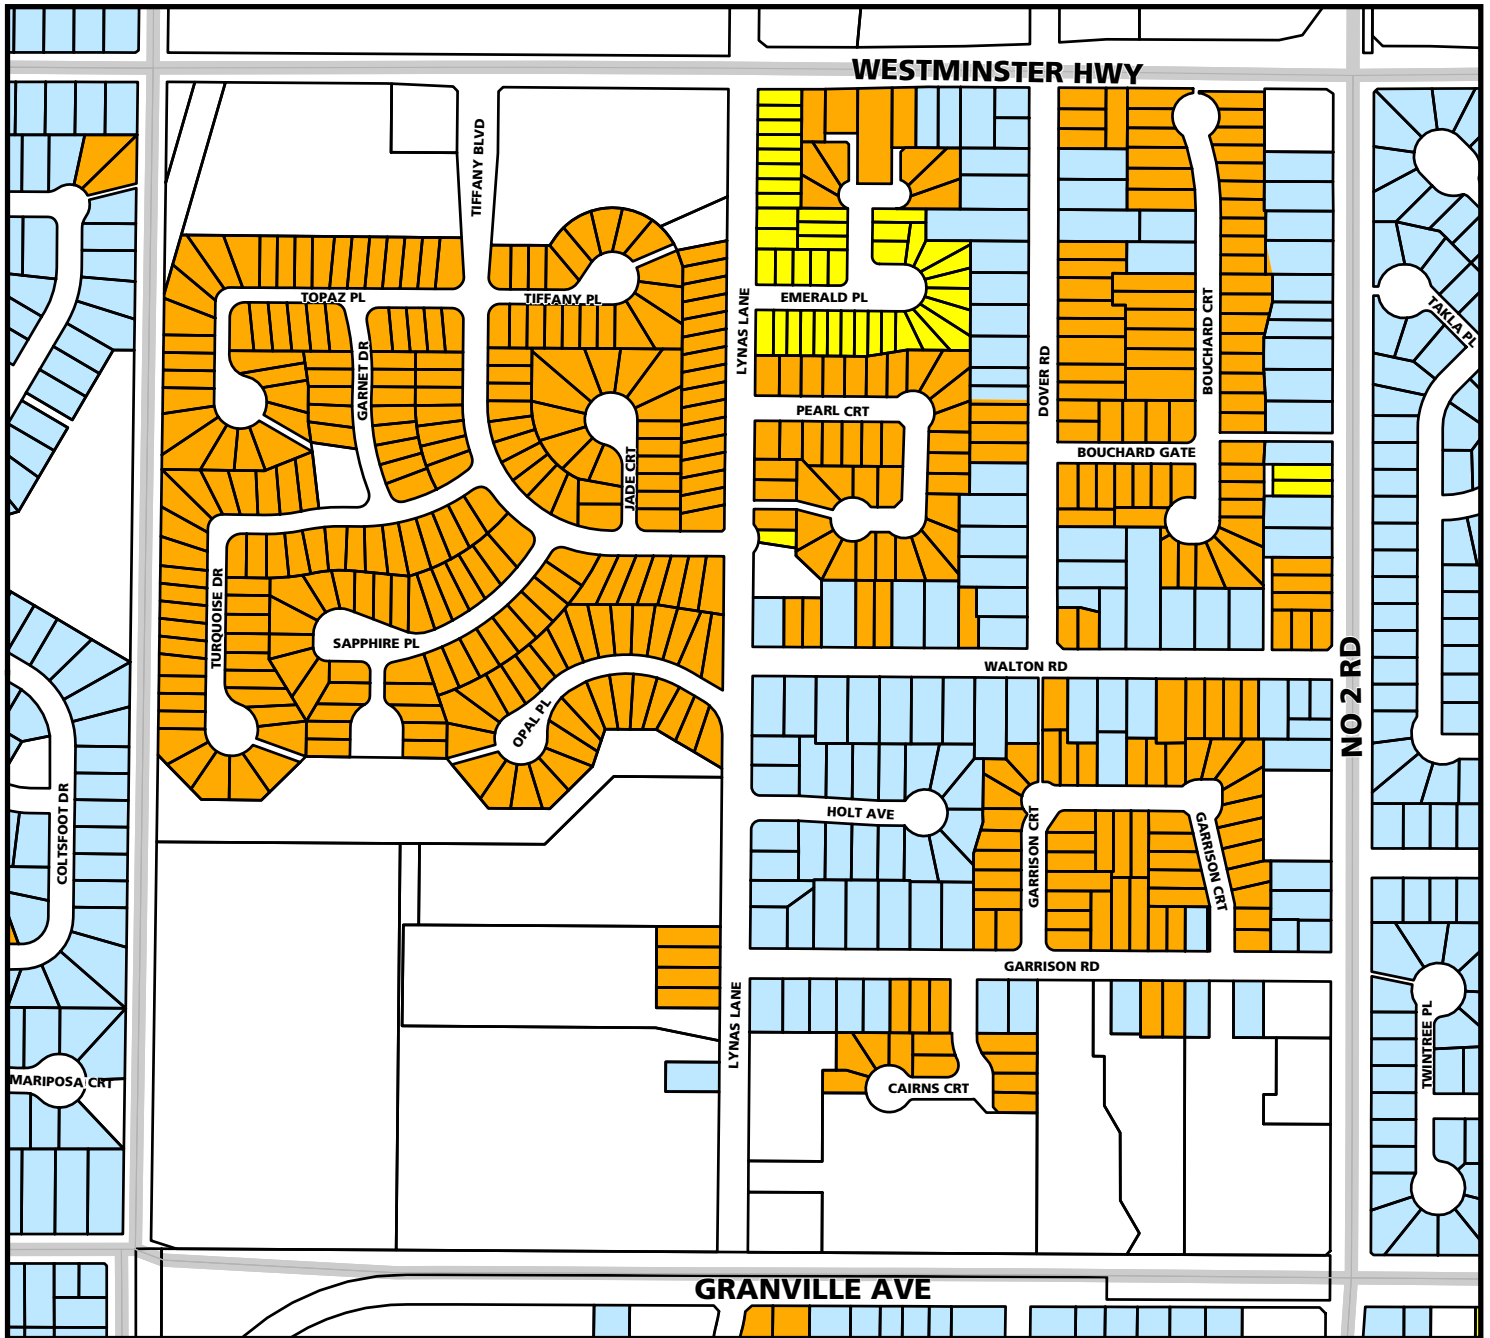 WESTMINSTER HWY
TIFFANY BLVD
TOPAZ PL
TIFFANY PL
EMERALD PL
LYNAS LANE
DOVER RD
BOUCHARD CRT
TAKLA PL
GARNET DR
PEARL CRT
BOUCHARD GATE
JADE CRT
TURQUOISE DR
SAPPHIRE PL
WALTON RD
NO 2 RD
OPAL PL
HOLT AVE
COLTSFOOT DR
GARRISON CRT
GARRISON CRT
GARRISON RD
LYNAS LANE
TWINTREE PL
MARIPOSA CRT
CAIRNS CRT
GRANVILLE AVE